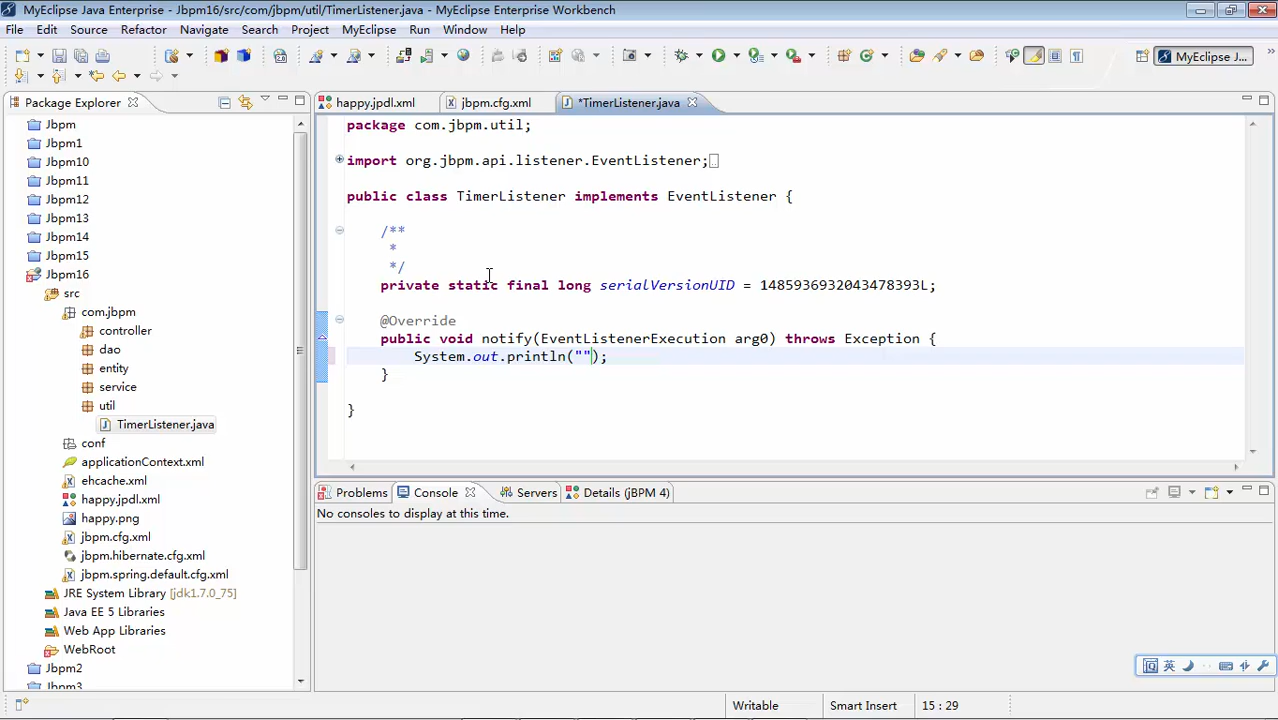 MyEclipse Java Enterprise - Jbpm16/src/com/jbpm/util/TimerListener.java - MyEclipse Enterprise Workbench
File Edit Source Refactor Navigate Search Project MyEclipse Run Window Help
MyEclipse J...
Package Explorer
happy.jpdl.xml jbpm.cfg.xml *TimerListener.java
Jbpm
Jbpm1
Jbpm10
Jbpm11
Jbpm12
Jbpm13
Jbpm14
Jbpm15
Jbpm16
src
com.jbpm
controller
dao
entity
service
util
TimerListener.java
conf
applicationContext.xml
ehcache.xml
happy.jpdl.xml
happy.png
jbpm.cfg.xml
jbpm.hibernate.cfg.xml
jbpm.spring.default.cfg.xml
JRE System Library [jdk1.7.0_75]
Java EE 5 Libraries
Web App Libraries
WebRoot
Jbpm2
Jbpm3
package com.jbpm.util;
import org.jbpm.api.listener.EventListener;
public class TimerListener implements EventListener {
/**
*
*/
private static final long serialVersionUID = 1485936932043478393L;
@Override
public void notify(EventListenerExecution arg0) throws Exception {
System.out.println("");
}
}
Problems Console Servers Details (jBPM 4)
No consoles to display at this time.
英
Writable Smart Insert 15 : 29